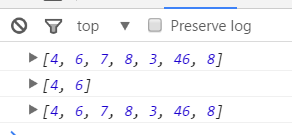 top ▼ Preserve log
▶ [4, 6, 7, 8, 3, 46, 8]
▶ [4, 6]
▶ [4, 6, 7, 8, 3, 46, 8]